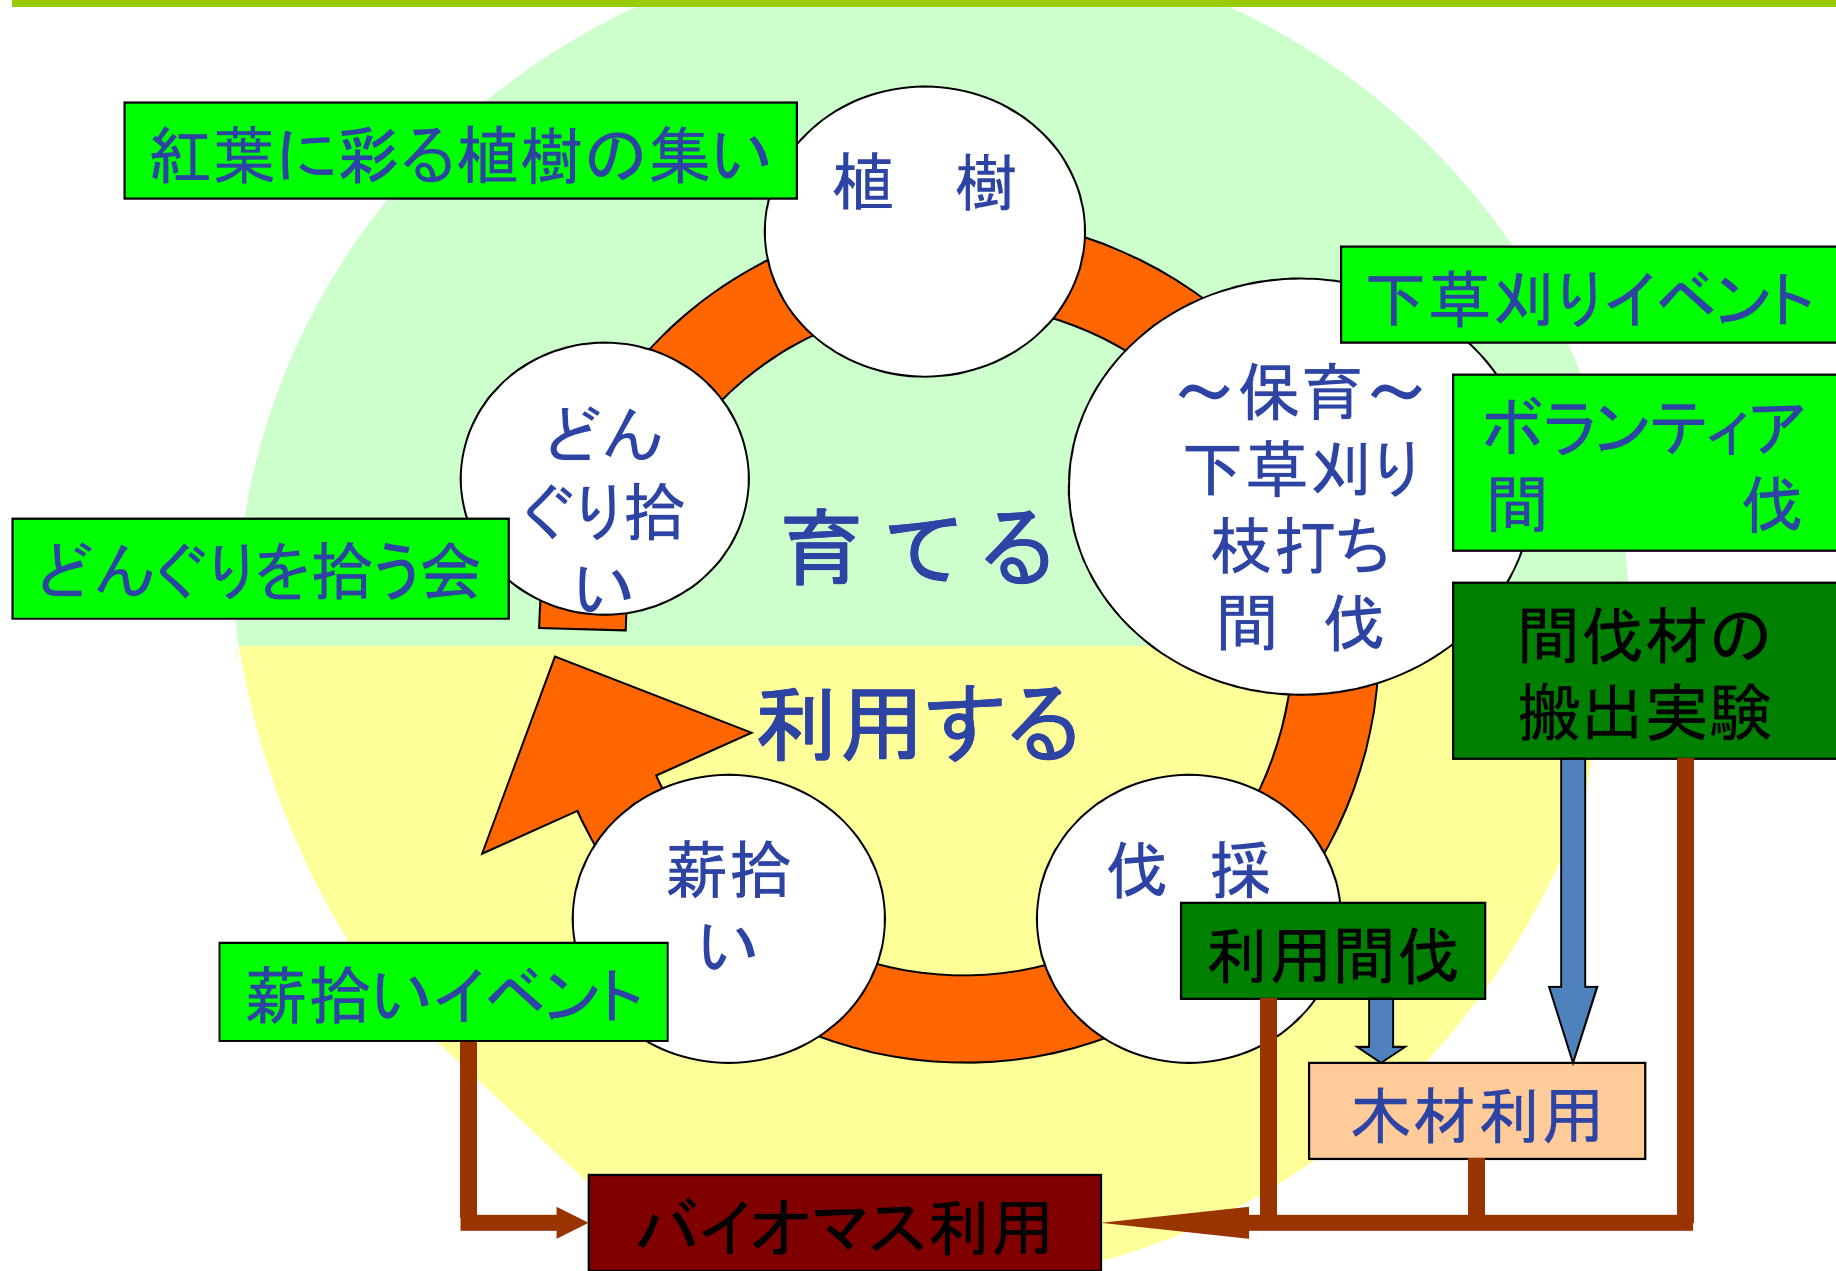 紅葉に彩る植樹の集い
植　樹
下草刈りイベント
～保育～
下草刈り
枝打ち
間　伐
ボランティア
間　　　伐
どん
ぐり拾
い
どんぐりを拾う会
育てる
間伐材の
搬出実験
利用する
薪拾
い
伐　採
利用間伐
薪拾いイベント
木材利用
バイオマス利用